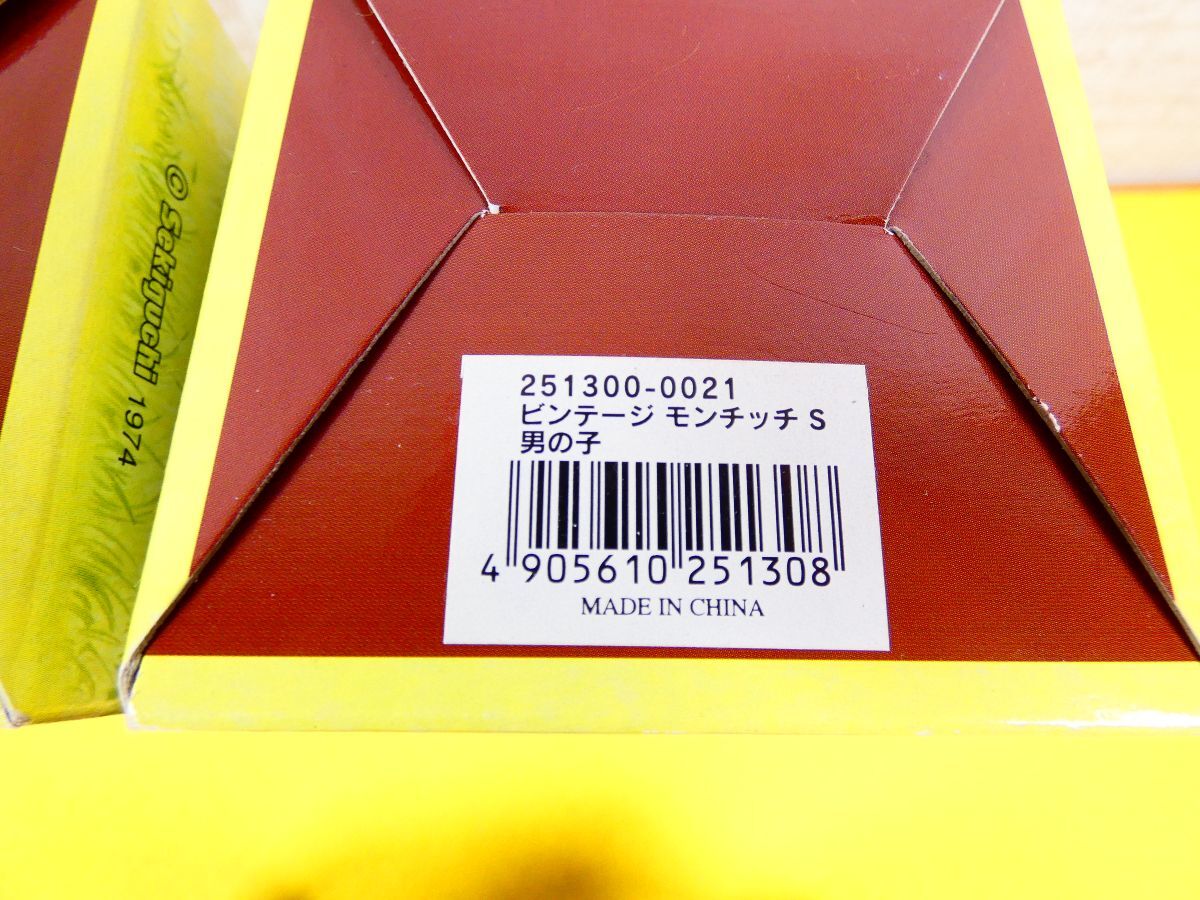 © Sekiguchi 1974
251300-0021
ビンテージ モンチッチ S
男の子
4 905610 251308
MADE IN CHINA